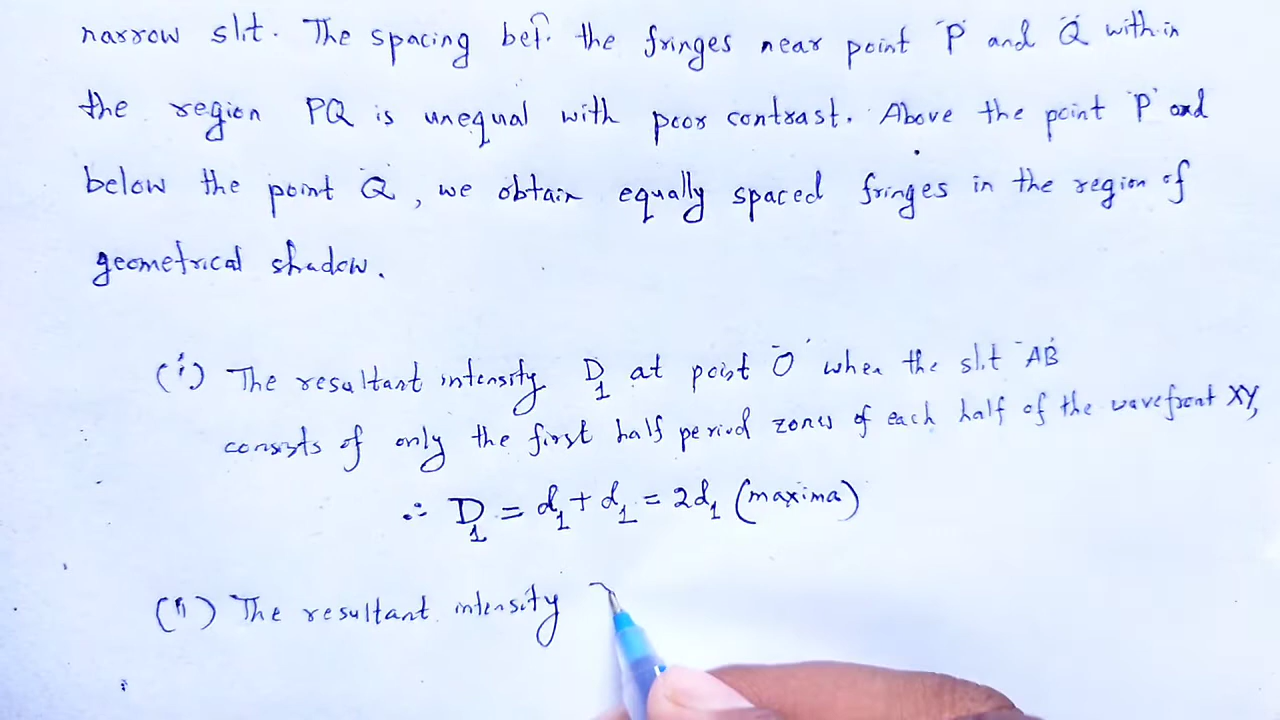 narrow slit. The spacing bet. the fringes near point 'P' and 'Q' within
the region PQ is unequal with poor contrast. Above the point 'P' and
below the point 'Q', we obtain equally spaced fringes in the region of
geometrical shadow.
(i) The resultant intensity D₁ at point 'O' when the slit 'AB'
consists of only the first half period zones of each half of the wavefront XY,
∴ D₁ = d₁ + d₁ = 2d₁ (maxima)
(ii) The resultant intensity